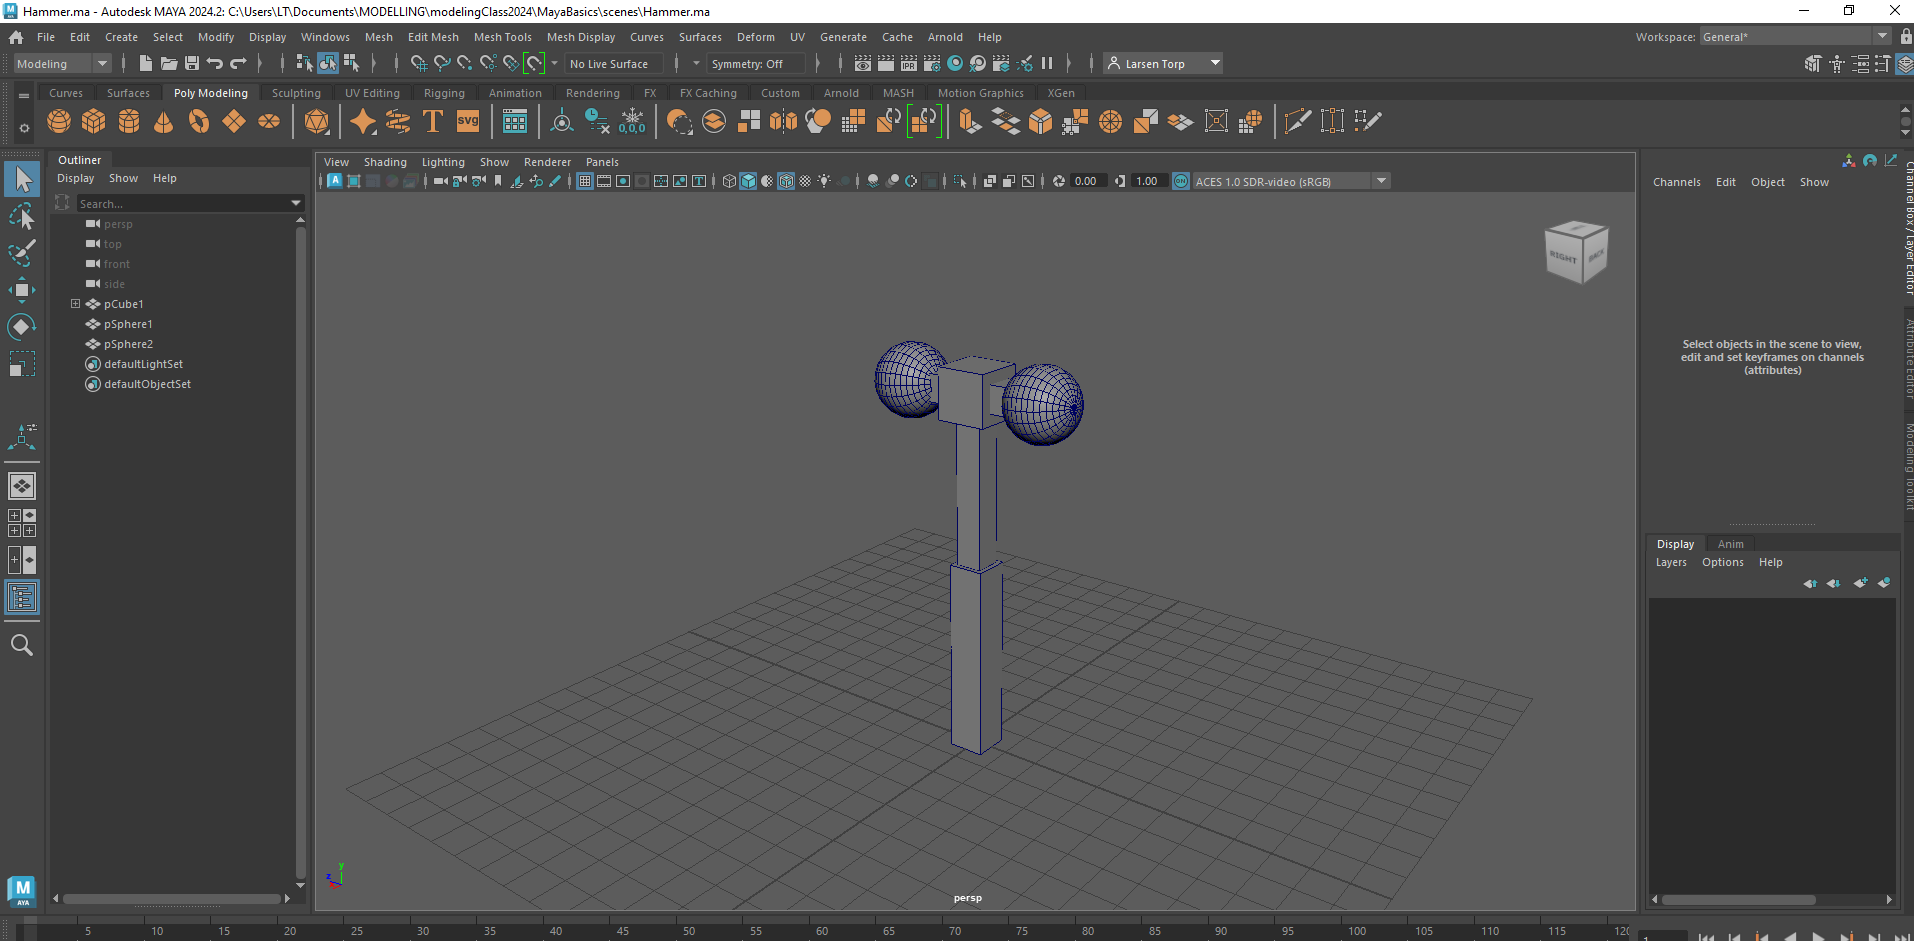 Hammer.ma - Autodesk MAYA 2024.2: C:\Users\LT\Documents\MODELLING\modelingClass2024\MayaBasics\scenes\Hammer.ma
File Edit Create Select Modify Display Windows Mesh Edit Mesh Mesh Tools Mesh Display Curves Surfaces Deform UV Generate Cache Arnold Help Workspace: General*
Modeling No Live Surface Symmetry: Off IPR Larsen Torp
Curves Surfaces Poly Modeling Sculpting UV Editing Rigging Animation Rendering FX FX Caching Custom Arnold MASH Motion Graphics XGen
T SVG 0,0,0
Outliner
Display Show Help
Search...
persp
top
front
side
pCube1
pSphere1
pSphere2
defaultLightSet
defaultObjectSet
View Shading Lighting Show Renderer Panels
0.00 1.00 ON ACES 1.0 SDR-video (sRGB)
RIGHT BACK
y
z
persp
Channels Edit Object Show
Select objects in the scene to view,
edit and set keyframes on channels
(attributes)
Channel Box / Layer Editor
Attribute Editor
Modeling Toolkit
Display Anim
Layers Options Help
M
AYA
5 10 15 20 25 30 35 40 45 50 55 60 65 70 75 80 85 90 95 100 105 110 115 120
1